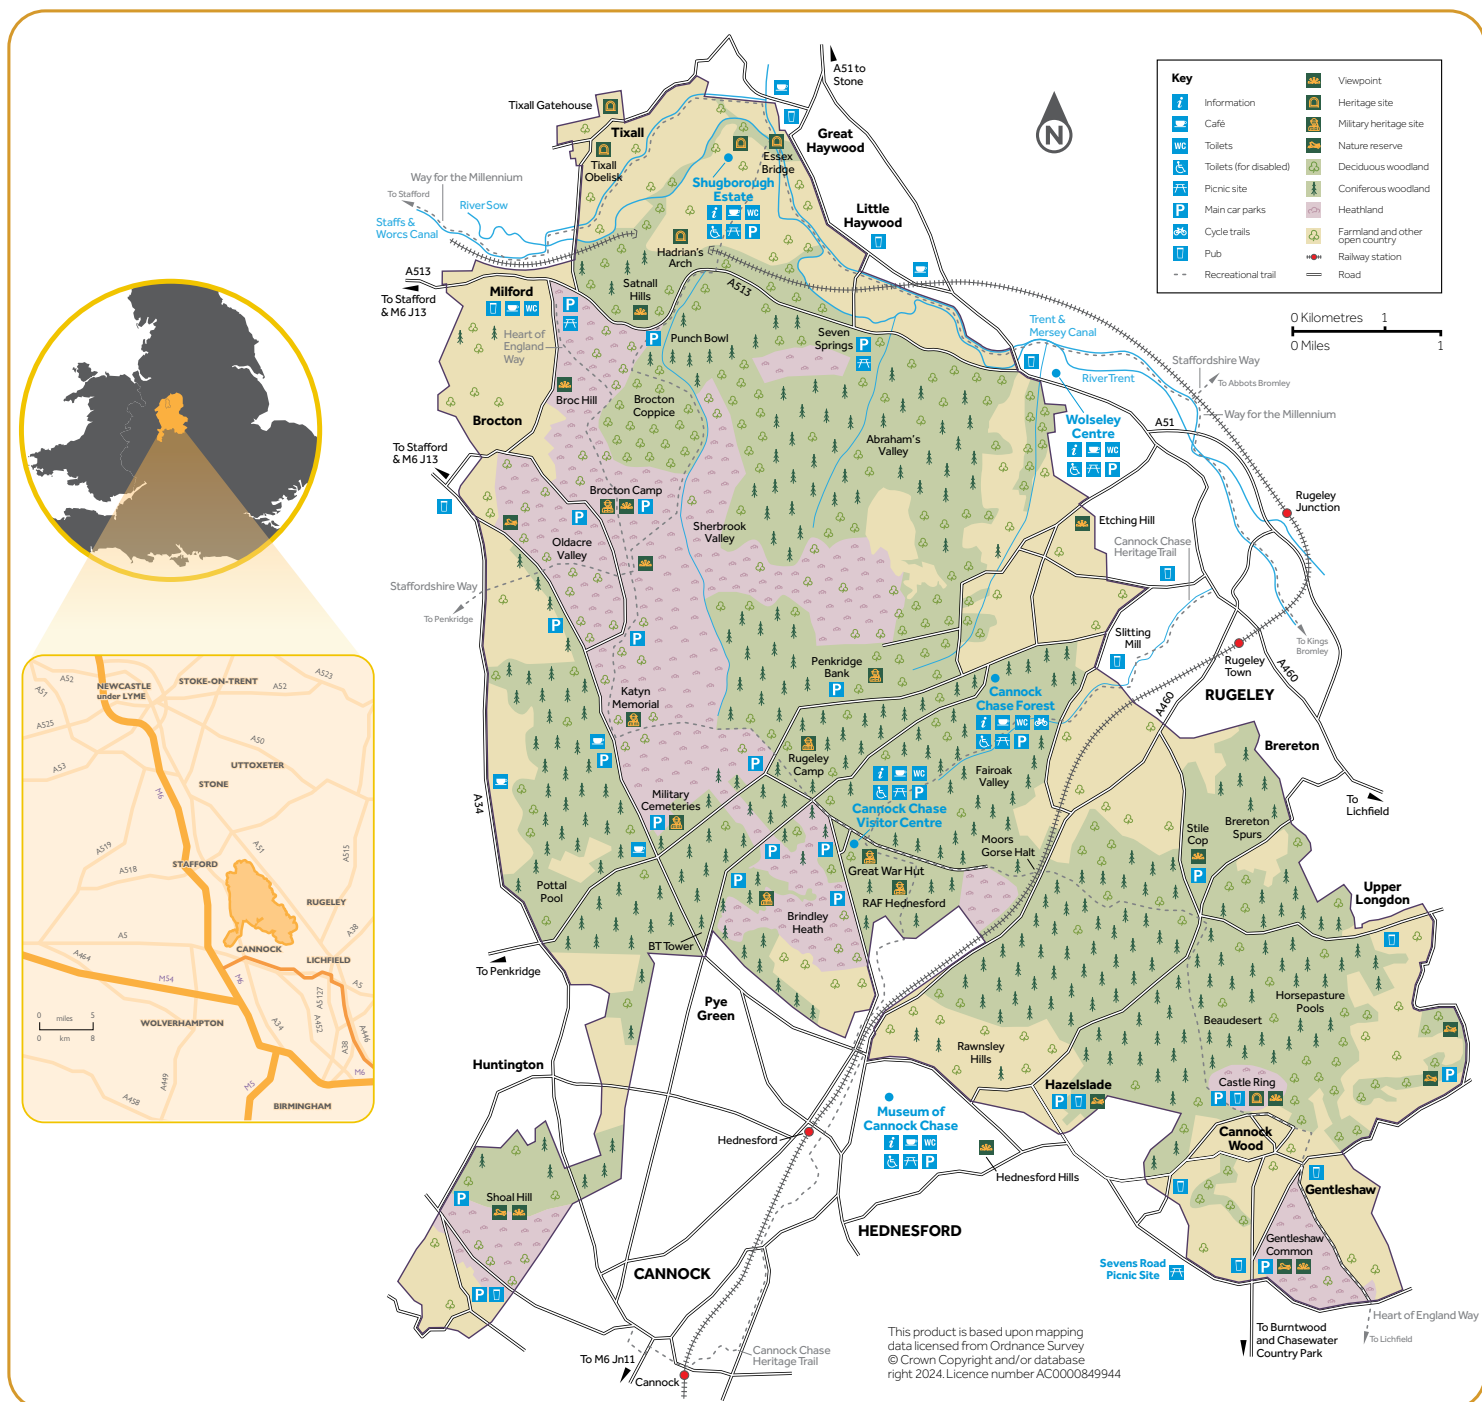 Key
Information
Café
Toilets
Toilets (for disabled)
Picnic site
Main car parks
Cycle trails
Pub
Recreational trail
Viewpoint
Heritage site
Military heritage site
Nature reserve
Deciduous woodland
Coniferous woodland
Heathland
Farmland and other
open country
Railway station
Road
0 Kilometres 1
0 Miles 1
N
A51 to
Stone
Tixall Gatehouse
Tixall
Tixall
Obelisk
Great
Haywood
Essex
Bridge
Shugborough
Estate
WC
P
Way for the Millennium
To Stafford
River Sow
Staffs &
Worcs Canal
Little
Haywood
Hadrian's
Arch
A513
To Stafford
& M6 J13
Milford
WC
P
Satnall
Hills
A513
Heart of
England
Way
P
Punch Bowl
Seven
Springs
P
Trent &
Mersey Canal
River Trent
Staffordshire Way
To Abbots Bromley
Way for the Millennium
Broc Hill
Brocton
Coppice
Brocton
Abraham's
Valley
Wolseley
Centre
WC
P
A51
To Stafford
& M6 J13
Brocton Camp
P
P
Oldacre
Valley
Sherbrook
Valley
Etching Hill
Rugeley
Junction
Cannock Chase
Heritage Trail
Staffordshire Way
To Penkridge
P
P
Slitting
Mill
To Kings
Bromley
Rugeley
Town
A460
RUGELEY
A460
Penkridge
Bank
P
Katyn
Memorial
Cannock
Chase Forest
WC
P
Brereton
P
P
Rugeley
Camp
WC
P
Fairoak
Valley
Cannock Chase
Visitor Centre
To
Lichfield
A34
Military
Cemeteries
P
Moors
Gorse Halt
Stile
Cop
P
Brereton
Spurs
P
P
Great War Hut
RAF Hednesford
Pottal
Pool
P
P
Brindley
Heath
Upper
Longdon
BT Tower
To Penkridge
Pye
Green
Horsepasture
Pools
Beaudesert
Rawnsley
Hills
Huntington
Hazelslade
P
Castle Ring
P
P
Museum of
Cannock Chase
WC
P
Hednesford
Cannock
Wood
Hednesford Hills
Gentleshaw
Shoal Hill
P
HEDNESFORD
Gentleshaw
Common
P
Sevens Road
Picnic Site
CANNOCK
P
Heart of England Way
To Lichfield
To Burntwood
and Chasewater
Country Park
To M6 Jn11
Cannock
Cannock Chase
Heritage Trail
This product is based upon mapping
data licensed from Ordnance Survey
© Crown Copyright and/or database
right 2024. Licence number AC0000849944
A52
A51
NEWCASTLE
under LYME
STOKE-ON-TRENT
A52
A523
A525
A50
A53
UTTOXETER
STONE
M6
A519
A51
A515
STAFFORD
A518
RUGELEY
A38
A5
CANNOCK
LICHFIELD
A464
M54
M6
A5127
A5
0 miles 5
0 km 8
WOLVERHAMPTON
A34
A452
A446
A38
A449
M5
M6
A458
BIRMINGHAM